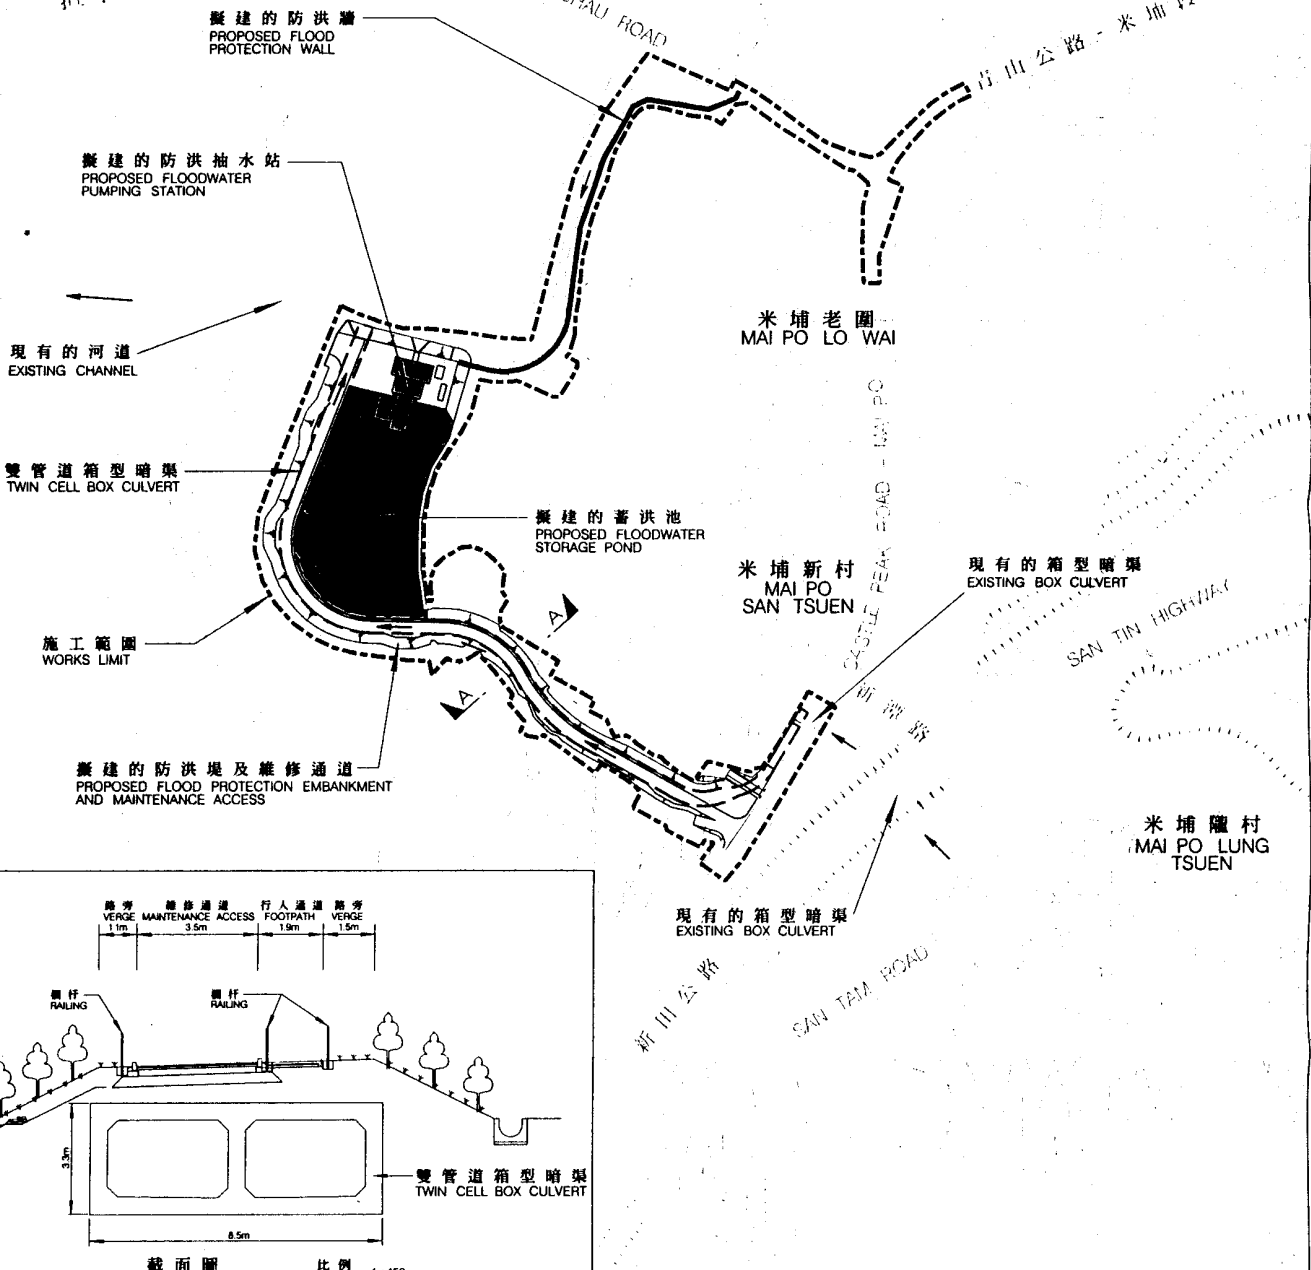 擬建的防洪牆
PROPOSED FLOOD
PROTECTION WALL
ROAD
青山公路 - 米埔段
擬建的防洪抽水站
PROPOSED FLOODWATER
PUMPING STATION
米埔老圍
MAI PO LO WAI
現有的河道
EXISTING CHANNEL
CASTLE PEAK ROAD - MAI PO
雙管道箱型暗渠
TWIN CELL BOX CULVERT
擬建的蓄洪池
PROPOSED FLOODWATER
STORAGE POND
米埔新村
MAI PO
SAN TSUEN
現有的箱型暗渠
EXISTING BOX CULVERT
SAN TIN HIGHWAY
A
施工範圍
WORKS LIMIT
A
新潭路
擬建的防洪堤及維修通道
PROPOSED FLOOD PROTECTION EMBANKMENT
AND MAINTENANCE ACCESS
米埔隴村
MAI PO LUNG
TSUEN
現有的箱型暗渠
EXISTING BOX CULVERT
新田公路
SAN TAM ROAD
路旁 維修通道 行人通道 路旁
VERGE MAINTENANCE ACCESS FOOTPATH VERGE
1.1m 3.5m 1.9m 1.5m
欄杆 欄杆
RAILING RAILING
3.3m
雙管道箱型暗渠
TWIN CELL BOX CULVERT
8.5m
截面圖 比例